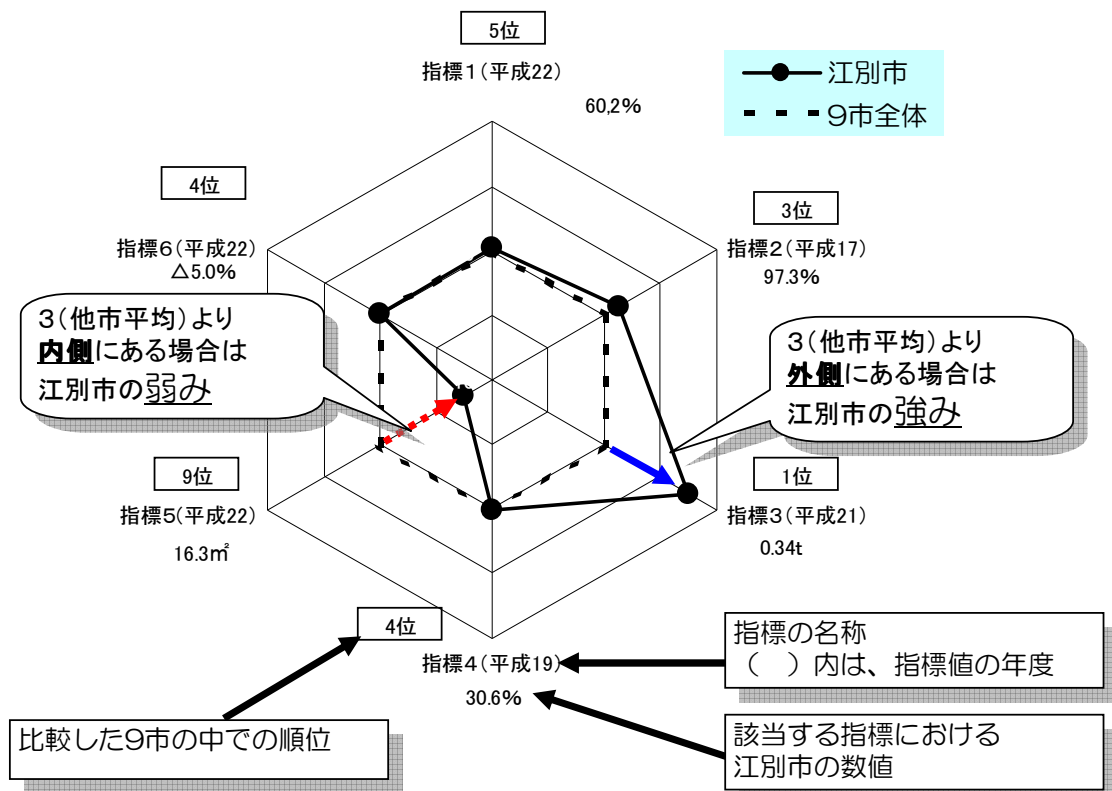 5位
指標1(平成22)
60,2%
江別市
9市全体
4位
指標6(平成22)
△5.0%
3位
指標2(平成17)
97.3%
3(他市平均)より
内側にある場合は
江別市の弱み
3(他市平均)より
外側にある場合は
江別市の強み
9位
指標5(平成22)
16.3㎡
1位
指標3(平成21)
0.34t
4位
指標4(平成19)
30.6%
指標の名称
( )内は、指標値の年度
比較した9市の中での順位
該当する指標における
江別市の数値